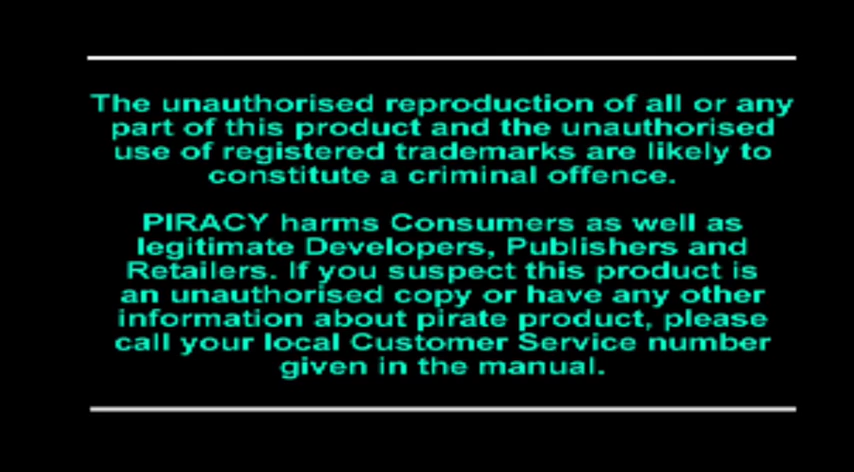 The unauthorised reproduction of all or any
part of this product and the unauthorised
use of registered trademarks are likely to
constitute a criminal offence.
PIRACY harms Consumers as well as
legitimate Developers, Publishers and
Retailers. If you suspect this product is
an unauthorised copy or have any other
information about pirate product, please
call your local Customer Service number
given in the manual.